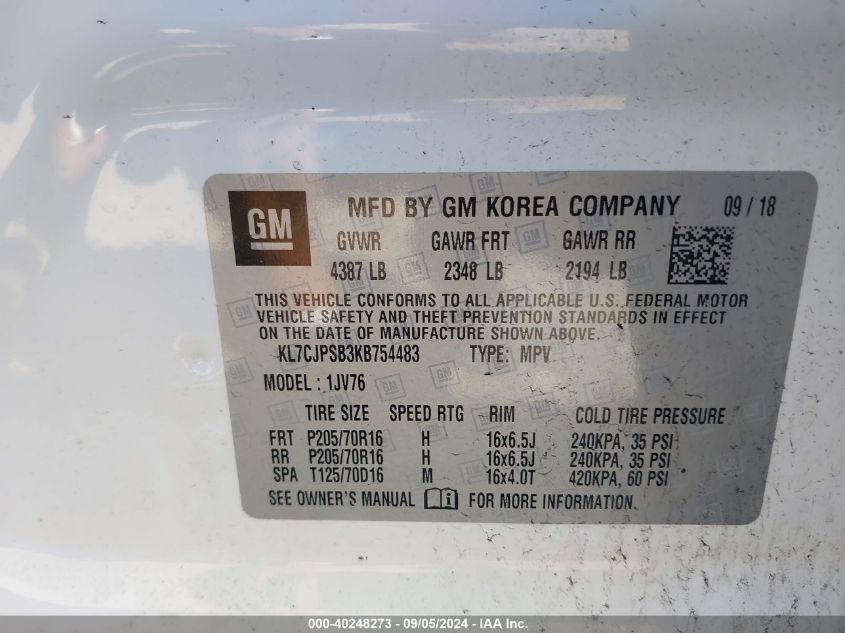 GM MFD BY GM KOREA COMPANY 09 / 18
GVWR GAWR FRT GAWR RR
4387 LB 2348 LB 2194 LB
THIS VEHICLE CONFORMS TO ALL APPLICABLE U.S. FEDERAL MOTOR
VEHICLE SAFETY AND THEFT PREVENTION STANDARDS IN EFFECT
ON THE DATE OF MANUFACTURE SHOWN ABOVE.
KL7CJPSB3KB754483 TYPE: MPV
MODEL : 1JV76
TIRE SIZE SPEED RTG RIM COLD TIRE PRESSURE
FRT P205/70R16 H 16x6.5J 240KPA, 35 PSI
RR P205/70R16 H 16x6.5J 240KPA, 35 PSI
SPA T125/70D16 M 16x4.0T 420KPA, 60 PSI
SEE OWNER'S MANUAL FOR MORE INFORMATION.
000-40248273 - 09/05/2024 - IAA Inc.